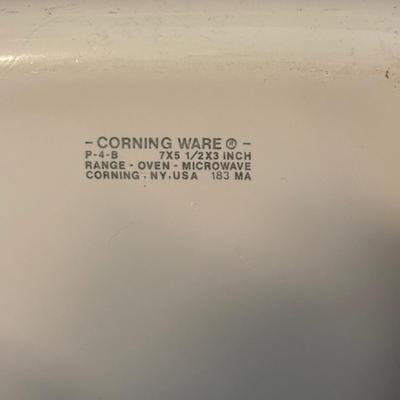 - CORNING WARE ® -
P-4-B 7X5 1/2X3 INCH
RANGE - OVEN - MICROWAVE
CORNING, NY, USA 183 MA